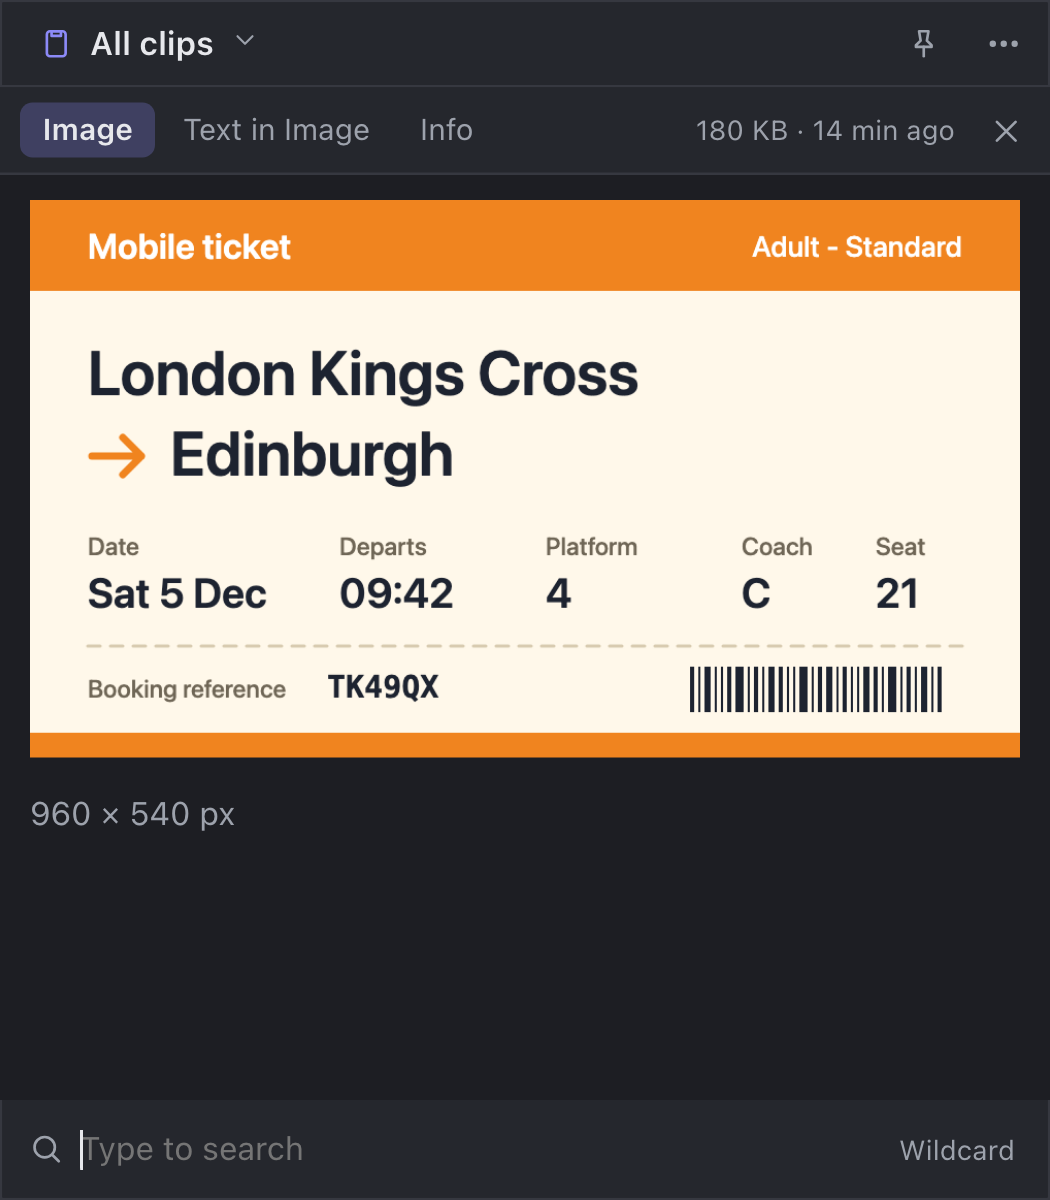 All clips
Image Text in Image Info 180 KB · 14 min ago
Mobile ticket Adult - Standard
London Kings Cross
→ Edinburgh
Date Departs Platform Coach Seat
Sat 5 Dec 09:42 4 C 21
Booking reference TK49QX
960 × 540 px
Type to search Wildcard